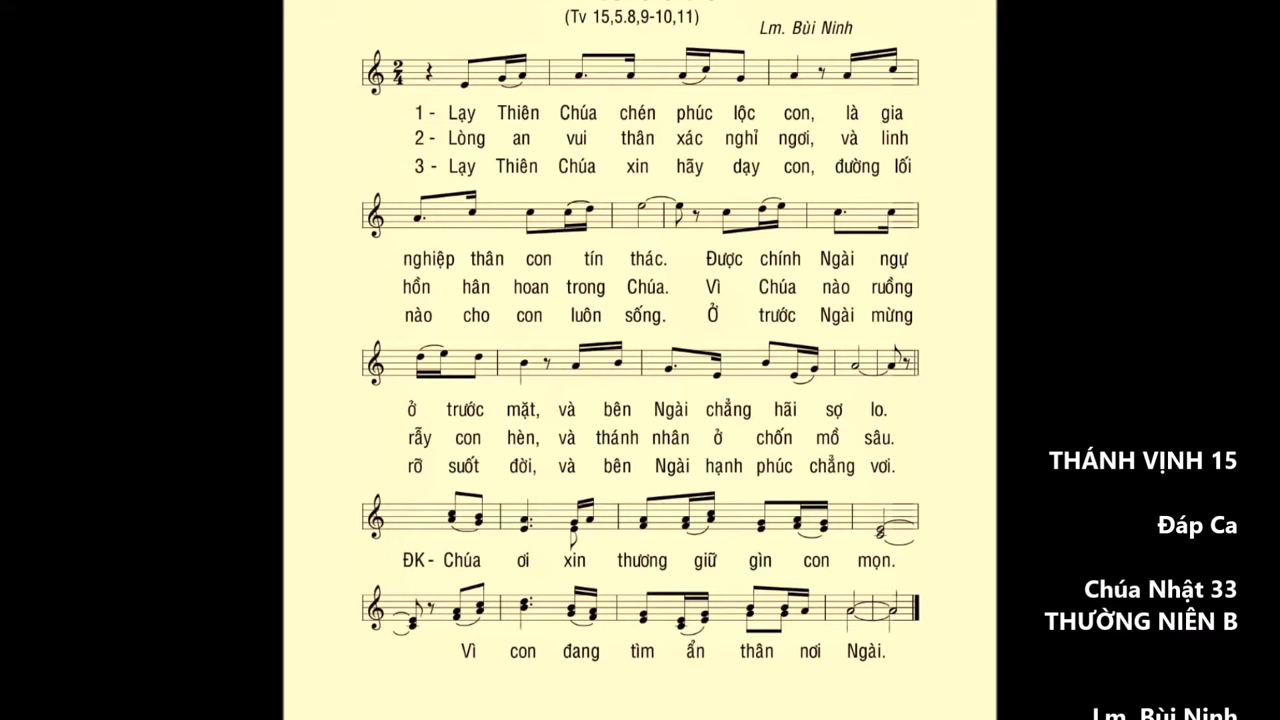 (Tv 15,5.8,9-10,11)
Lm. Bùi Ninh
1 - Lạy Thiên Chúa chén phúc lộc con, là gia
2 - Lòng an vui thân xác nghỉ ngơi, và linh
3 - Lạy Thiên Chúa xin hãy dạy con, đường lối
nghiệp thân con tín thác. Được chính Ngài ngự
hồn hân hoan trong Chúa. Vì Chúa nào ruồng
nào cho con luôn sống. Ở trước Ngài mừng
ở trước mặt, và bên Ngài chẳng hãi sợ lo.
rẫy con hèn, và thánh nhân ở chốn mồ sâu.
rỡ suốt đời, và bên Ngài hạnh phúc chẳng vơi.
ĐK - Chúa ơi xin thương giữ gìn con mọn.
Vì con đang tìm ẩn thân nơi Ngài.
THÁNH VỊNH 15
Đáp Ca
Chúa Nhật 33
THƯỜNG NIÊN B
Lm. Bùi Ninh